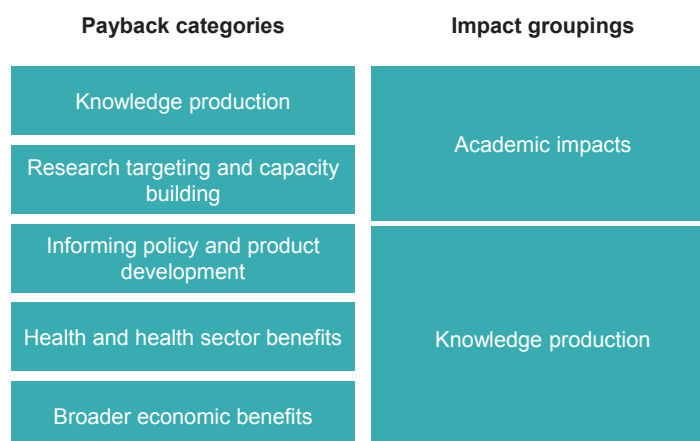 Payback categories
Impact groupings
Knowledge production
Research targeting and capacity
building
Informing policy and product
development
Health and health sector benefits
Broader economic benefits
Academic impacts
Knowledge production